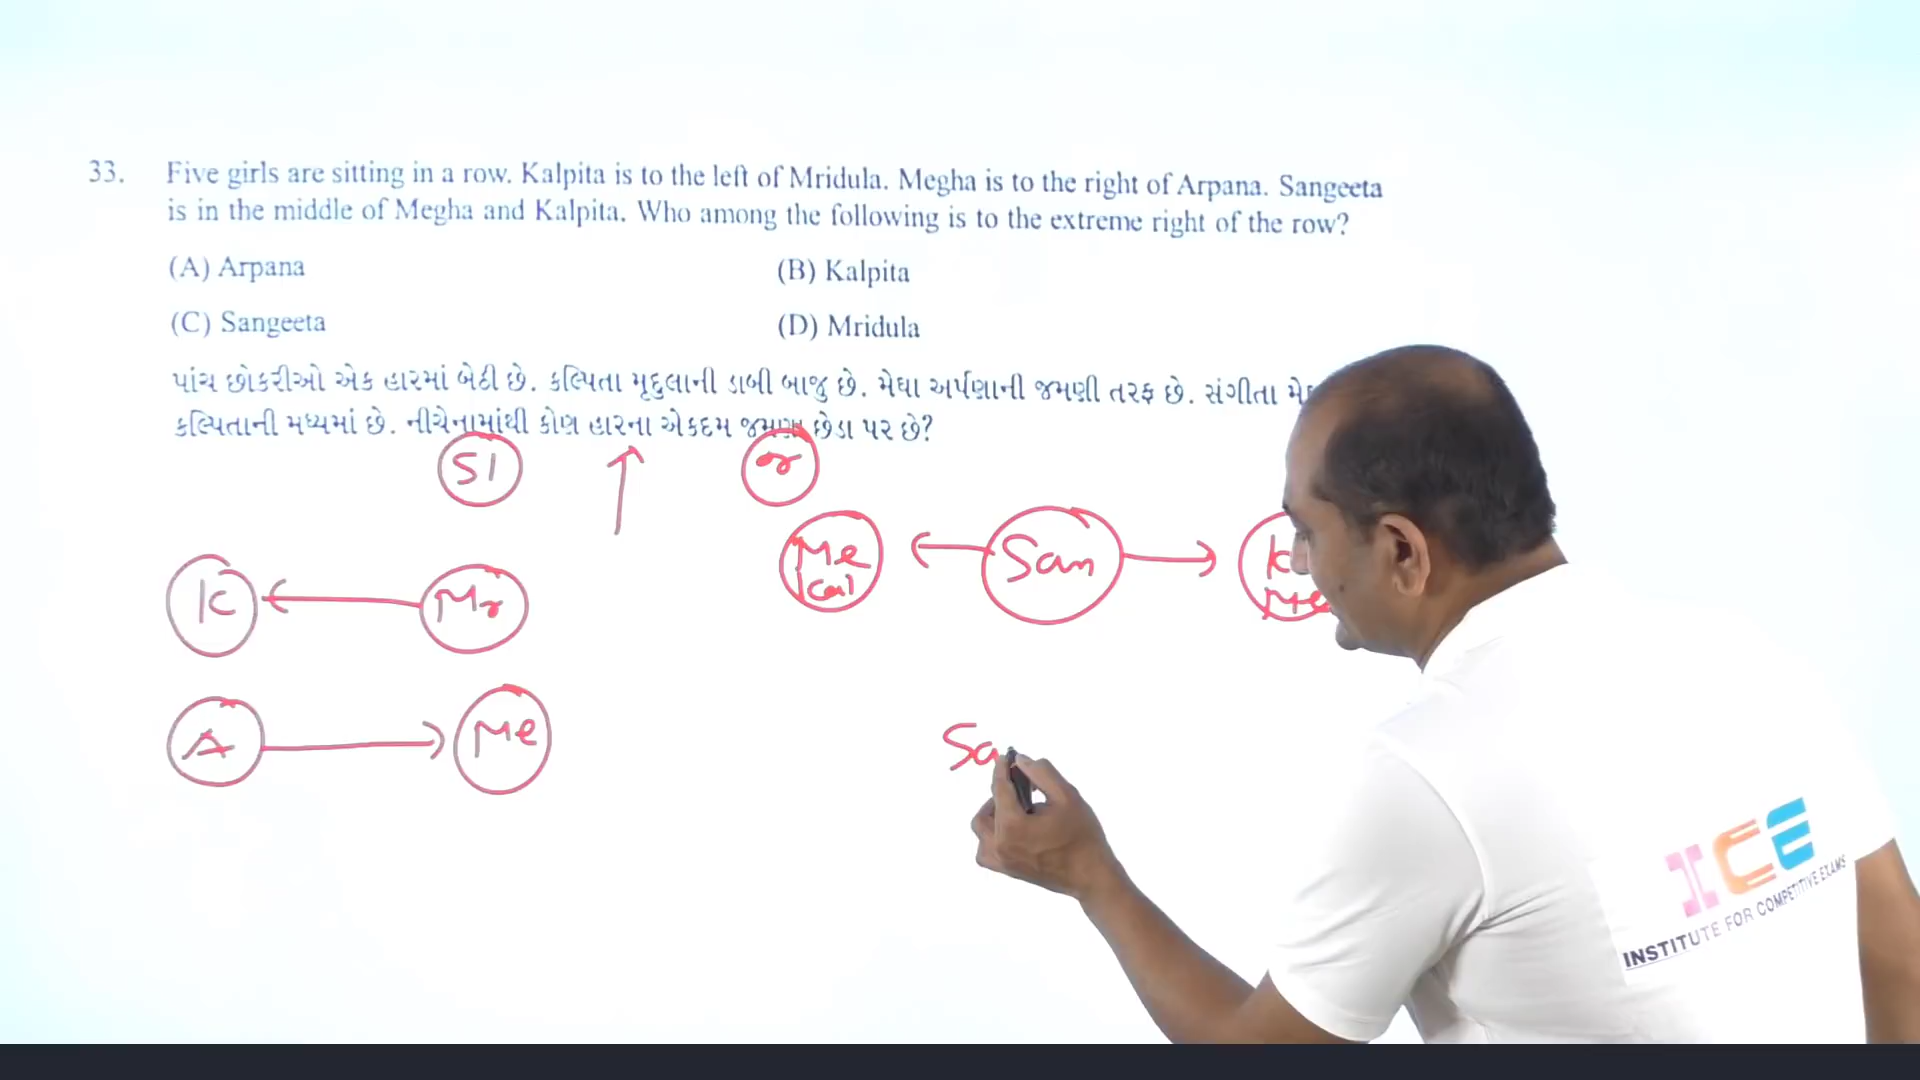 33. Five girls are sitting in a row. Kalpita is to the left of Mridula. Megha is to the right of Arpana. Sangeeta
is in the middle of Megha and Kalpita. Who among the following is to the extreme right of the row?
(A) Arpana (B) Kalpita
(C) Sangeeta (D) Mridula
પાંચ છોકરીઓ એક હારમાં બેઠી છે. કલ્પિતા મૃદુલાની ડાબી બાજુ છે. મેઘા અર્પણાની જમણી તરફ છે. સંગીતા
કલ્પિતાની મધ્યમાં છે. નીચેનામાંથી કોણ હારના એકદમ જમણા છેડા પર છે?
K Mr
Me San
A Me
Sa
ICE
INSTITUTE FOR COMPETITIVE EXAMS